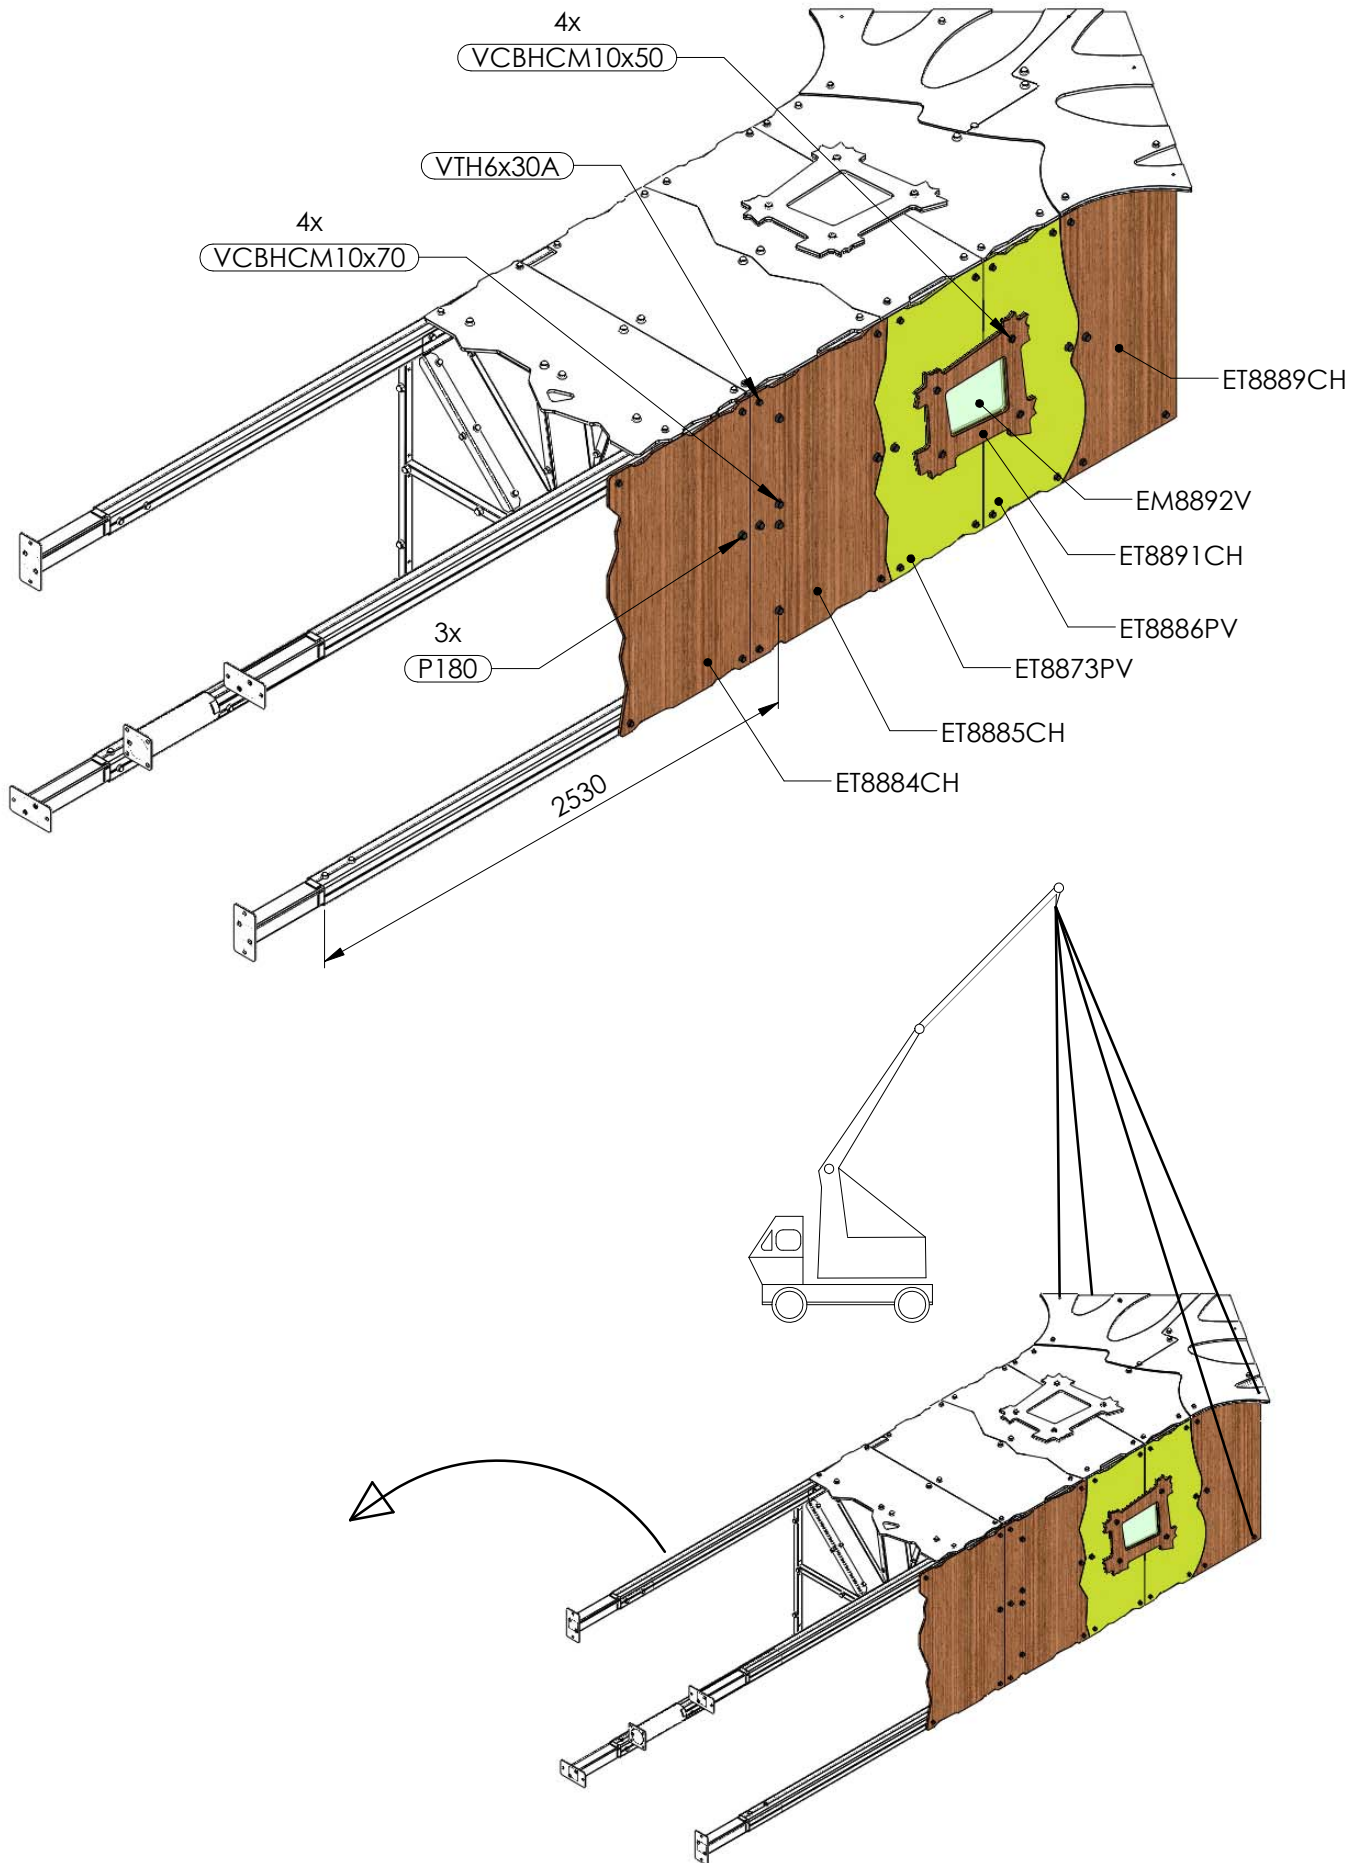 4x
VCBHCM10x50
VTH6x30A
4x
VCBHCM10x70
ET8889CH
EM8892V
ET8891CH
ET8886PV
3x
P180
ET8873PV
ET8885CH
ET8884CH
2530